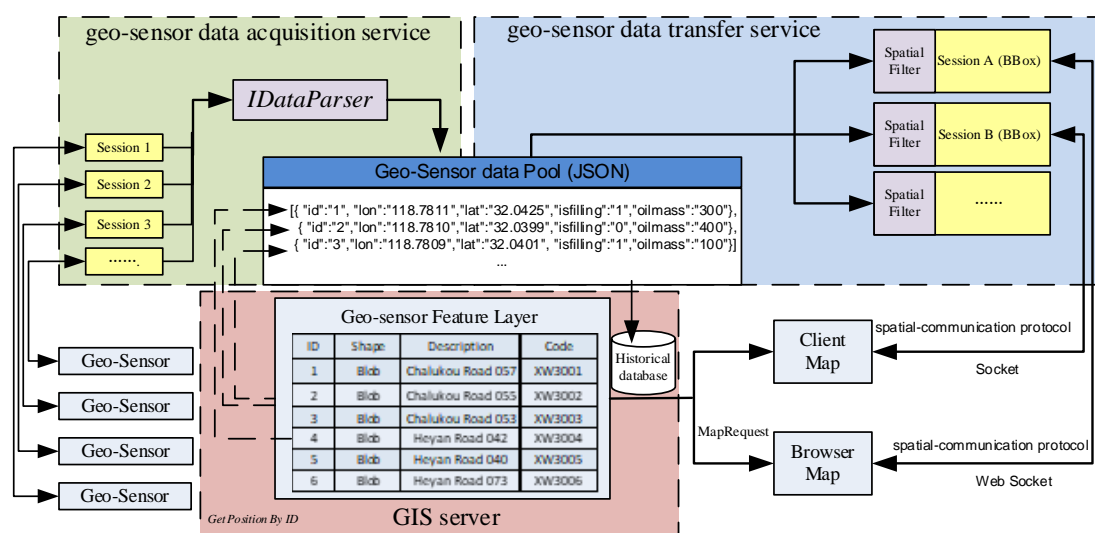 geo-sensor data acquisition service
geo-sensor data transfer service
IDataParser
Session 1
Session 2
Session 3
…….
Spatial Filter
Session A (BBox)
Spatial Filter
Session B (BBox)
Spatial Filter
……
Geo-Sensor data Pool (JSON)
[{ "id":"1", "lon":"118.7811","lat":"32.0425","isfilling":"1","oilmass":"300"},
{ "id":"2","lon":"118.7810","lat":"32.0399","isfilling":"0","oilmass":"400"},
{ "id":"3","lon":"118.7809","lat":"32.0401", "isfilling":"1","oilmass":"100"}]
...
Geo-Sensor
Geo-Sensor
Geo-Sensor
Geo-Sensor
Geo-sensor Feature Layer
ID Shape Description Code
1 Blob Chalukou Road 057 XW3001
2 Blob Chalukou Road 055 XW3002
3 Blob Chalukou Road 053 XW3003
4 Blob Heyan Road 042 XW3004
5 Blob Heyan Road 040 XW3005
6 Blob Heyan Road 073 XW3006
Get Position By ID
GIS server
Historical
database
MapRequest
Client
Map
Browser
Map
spatial-communication protocol
Socket
spatial-communication protocol
Web Socket